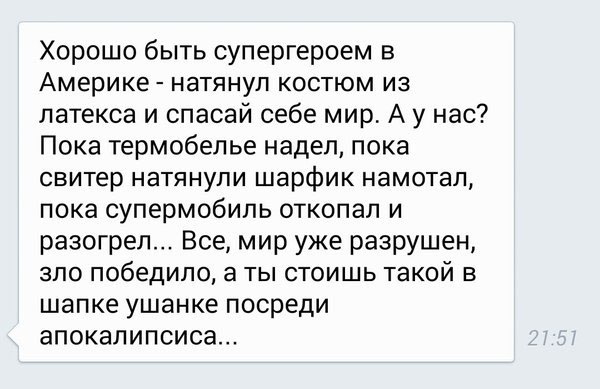 Хорошо быть супергероем в
Америке - натянул костюм из
латекса и спасай себе мир. А у нас?
Пока термобелье надел, пока
свитер натянули шарфик намотал,
пока супермобиль откопал и
разогрел... Все, мир уже разрушен,
зло победило, а ты стоишь такой в
шапке ушанке посреди
апокалипсиса...
21:51